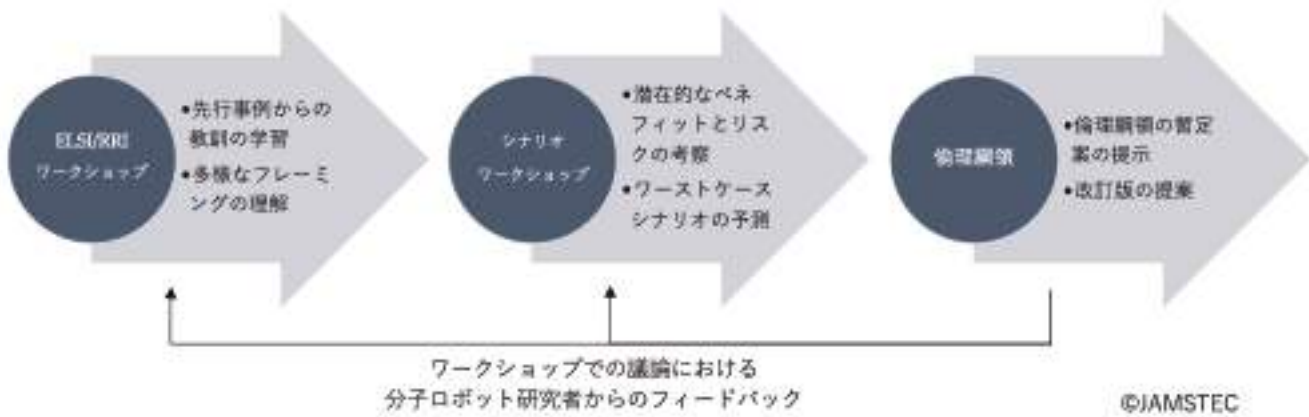 ELSI/RRI
ワークショップ
•先行事例からの
教訓の学習
•多様なフレーミ
ングの理解
シナリオ
ワークショップ
•潜在的なベネ
フィットとリス
クの考察
•ワーストケース
シナリオの予測
倫理綱領
•倫理綱領の暫定
案の提示
•改訂版の提案
ワークショップでの議論における
分子ロボット研究者からのフィードバック
©JAMSTEC